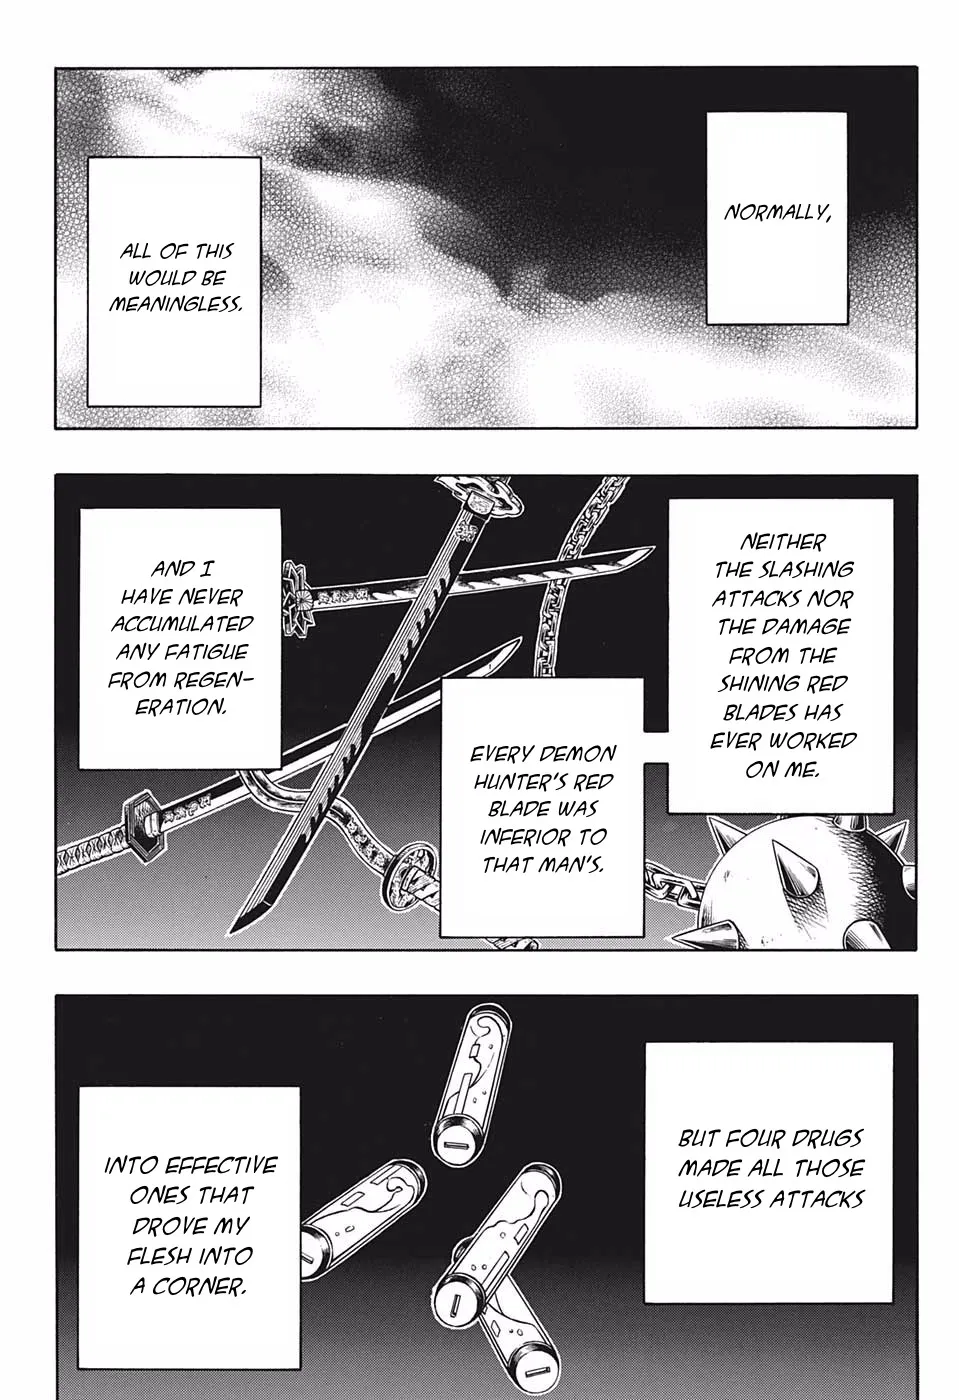 NORMALLY,
ALL OF THIS
WOULD BE
MEANINGLESS.
NEITHER
THE SLASHING
ATTACKS NOR
THE DAMAGE
FROM THE
SHINING RED
BLADES HAS
EVER WORKED
ON ME.
EVERY DEMON
HUNTER'S RED
BLADE WAS
INFERIOR TO
THAT MAN'S.
AND I
HAVE NEVER
ACCUMULATED
ANY FATIGUE
FROM REGEN-
ERATION.
BUT FOUR DRUGS
MADE ALL THOSE
USELESS ATTACKS
INTO EFFECTIVE
ONES THAT
DROVE MY
FLESH INTO
A CORNER.